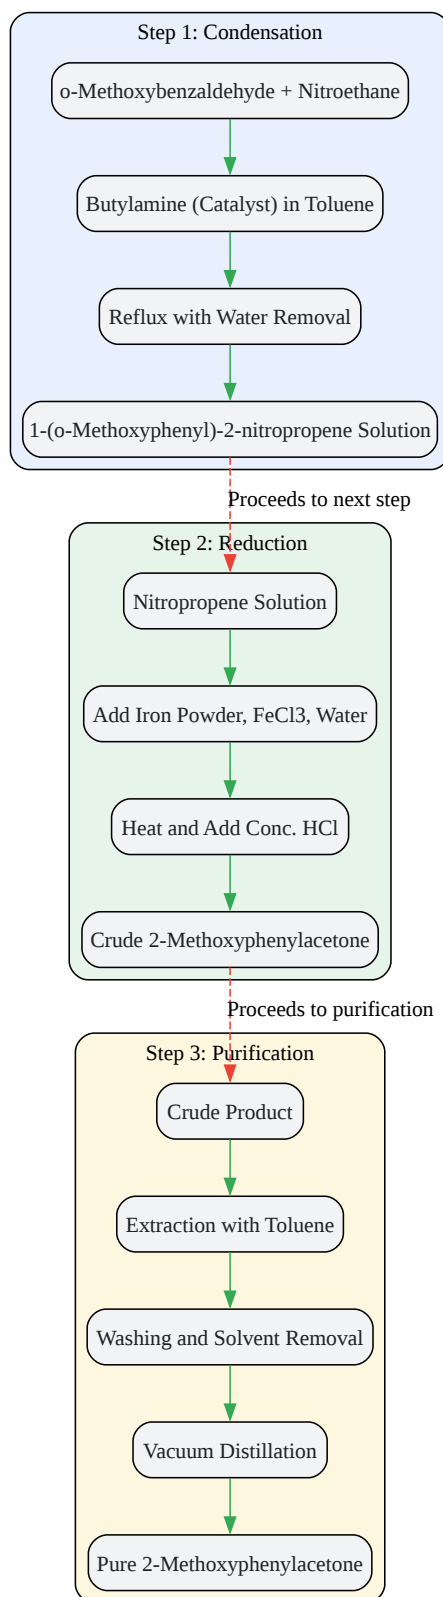 Step 1: Condensation
o-Methoxybenzaldehyde + Nitroethane
Butylamine (Catalyst) in Toluene
Reflux with Water Removal
1-(o-Methoxyphenyl)-2-nitropropene Solution
Proceeds to next step
Step 2: Reduction
Nitropropene Solution
Add Iron Powder, FeCl3, Water
Heat and Add Conc. HCl
Crude 2-Methoxyphenylacetone
Proceeds to purification
Step 3: Purification
Crude Product
Extraction with Toluene
Washing and Solvent Removal
Vacuum Distillation
Pure 2-Methoxyphenylacetone